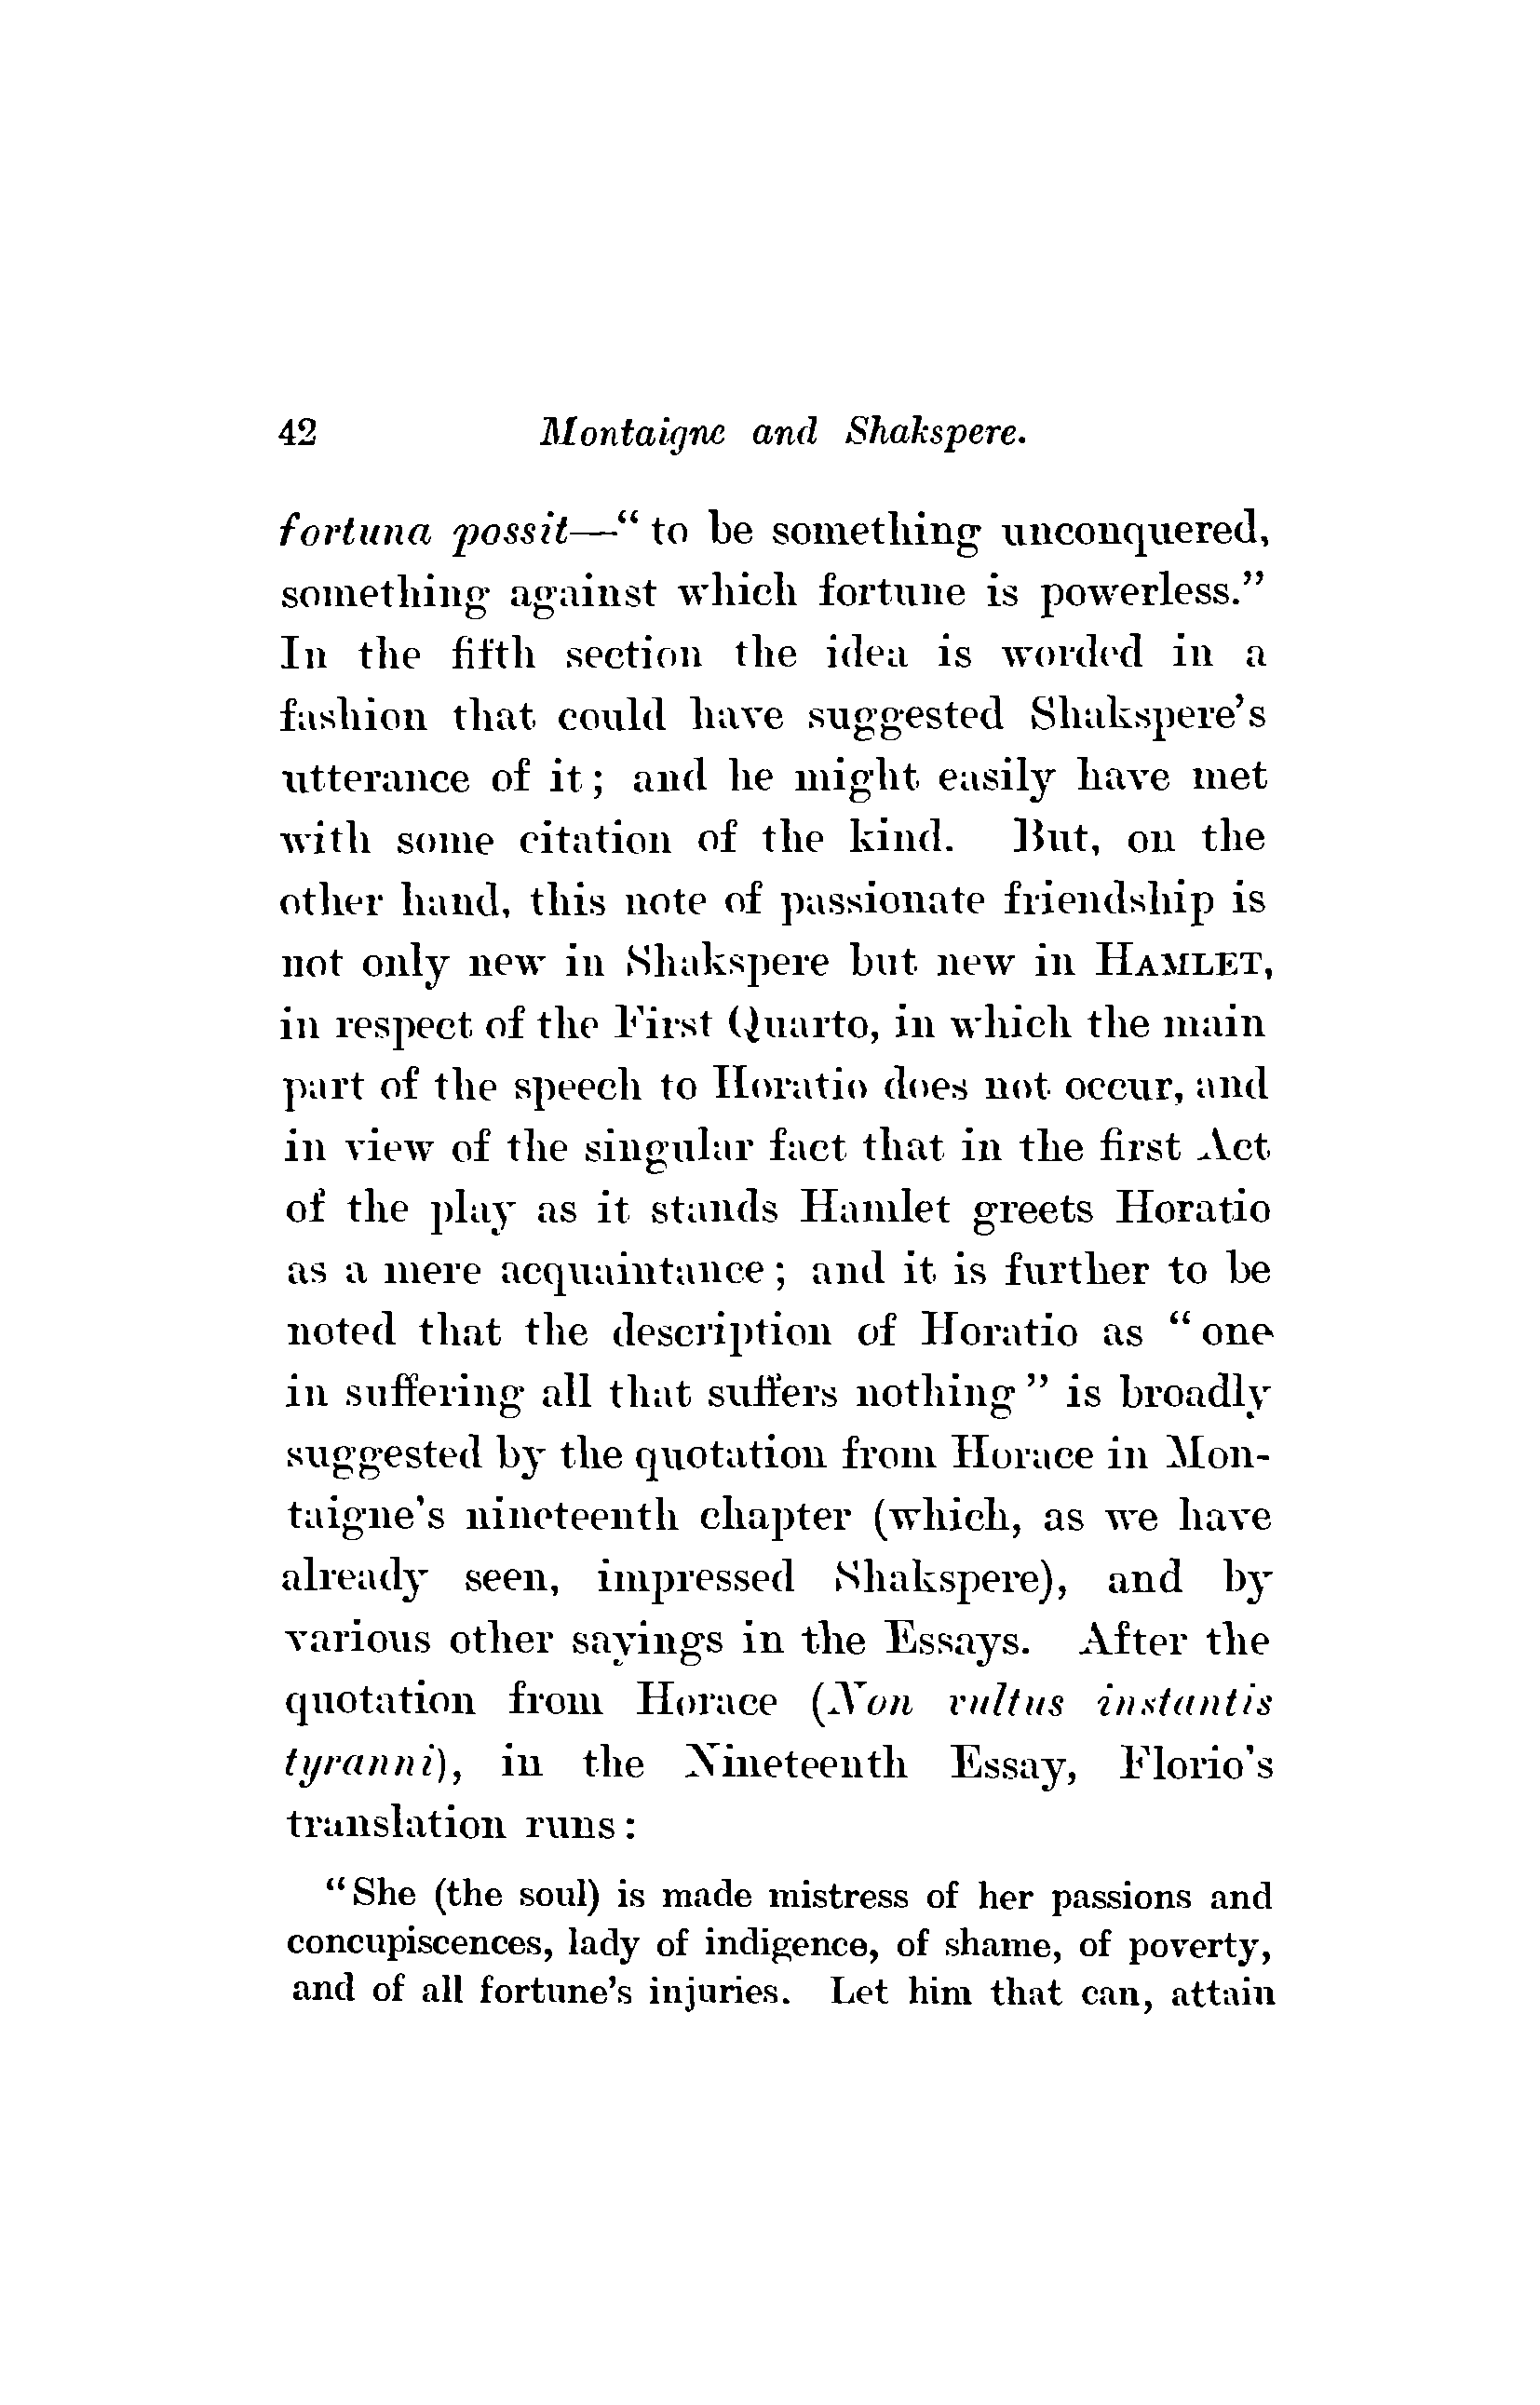 42 Montaigne and Shakspere.
fortuna possit—“to be something unconquered,
something against which fortune is powerless.”
In the fifth section the idea is worded in a
fashion that could have suggested Shakspere’s
utterance of it; and he might easily have met
with some citation of the kind. But, on the
other hand, this note of passionate friendship is
not only new in Shakspere but new in HAMLET,
in respect of the First Quarto, in which the main
part of the speech to Horatio does not occur, and
in view of the singular fact that in the first Act
of the play as it stands Hamlet greets Horatio
as a mere acquaintance; and it is further to be
noted that the description of Horatio as “one
in suffering all that suffers nothing” is broadly
suggested by the quotation from Horace in Mon-
taigne’s nineteenth chapter (which, as we have
already seen, impressed Shakspere), and by
various other sayings in the Essays. After the
quotation from Horace (Non vultus instantis
tyranni), in the Nineteenth Essay, Florio’s
translation runs:
“She (the soul) is made mistress of her passions and
concupiscences, lady of indigence, of shame, of poverty,
and of all fortune’s injuries. Let him that can, attain